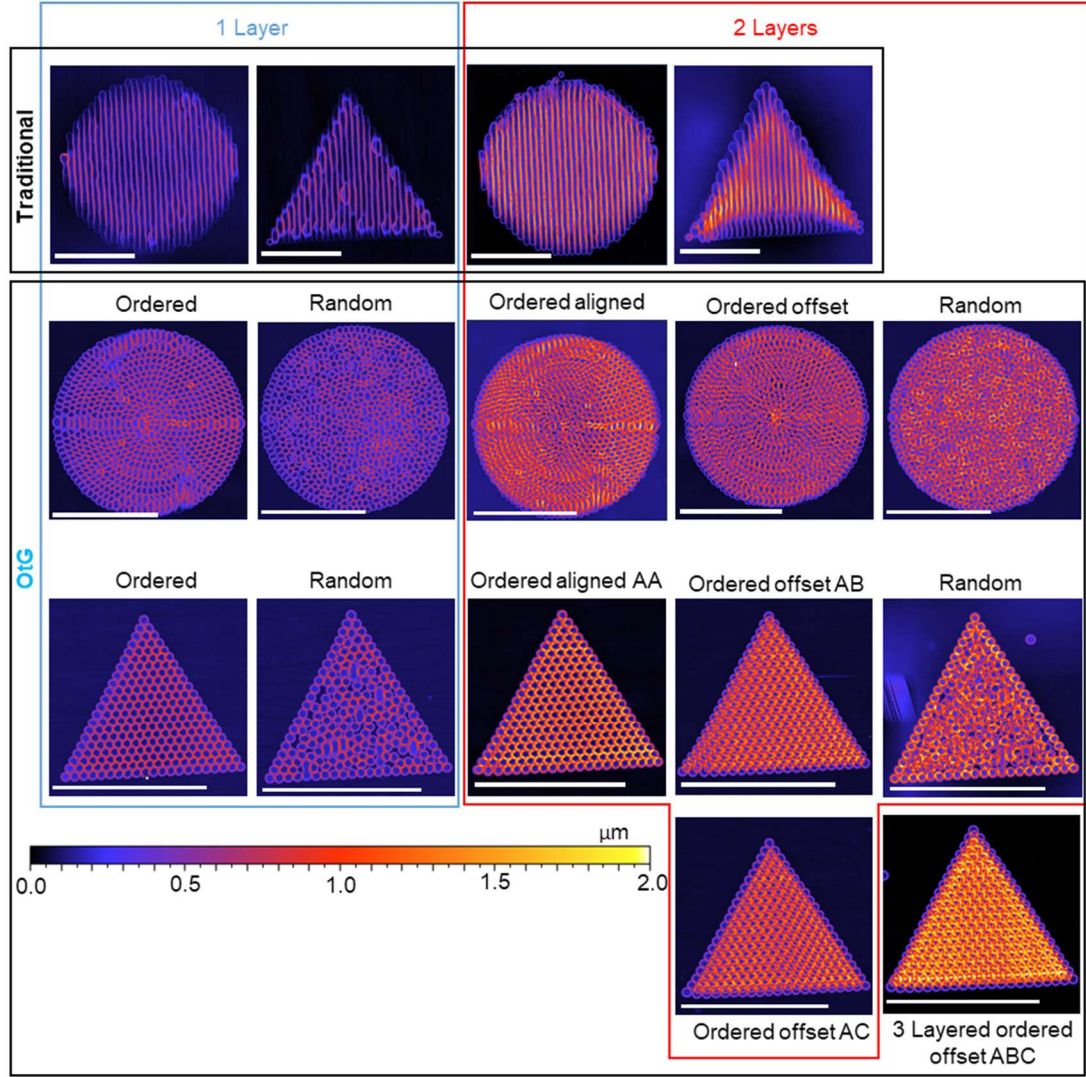 1 Layer
2 Layers
Traditional
OtG
Ordered
Random
Ordered aligned
Ordered offset
Random
Ordered
Random
Ordered aligned AA
Ordered offset AB
Random
μm
0.0
0.5
1.0
1.5
2.0
Ordered offset AC
3 Layered ordered
offset ABC